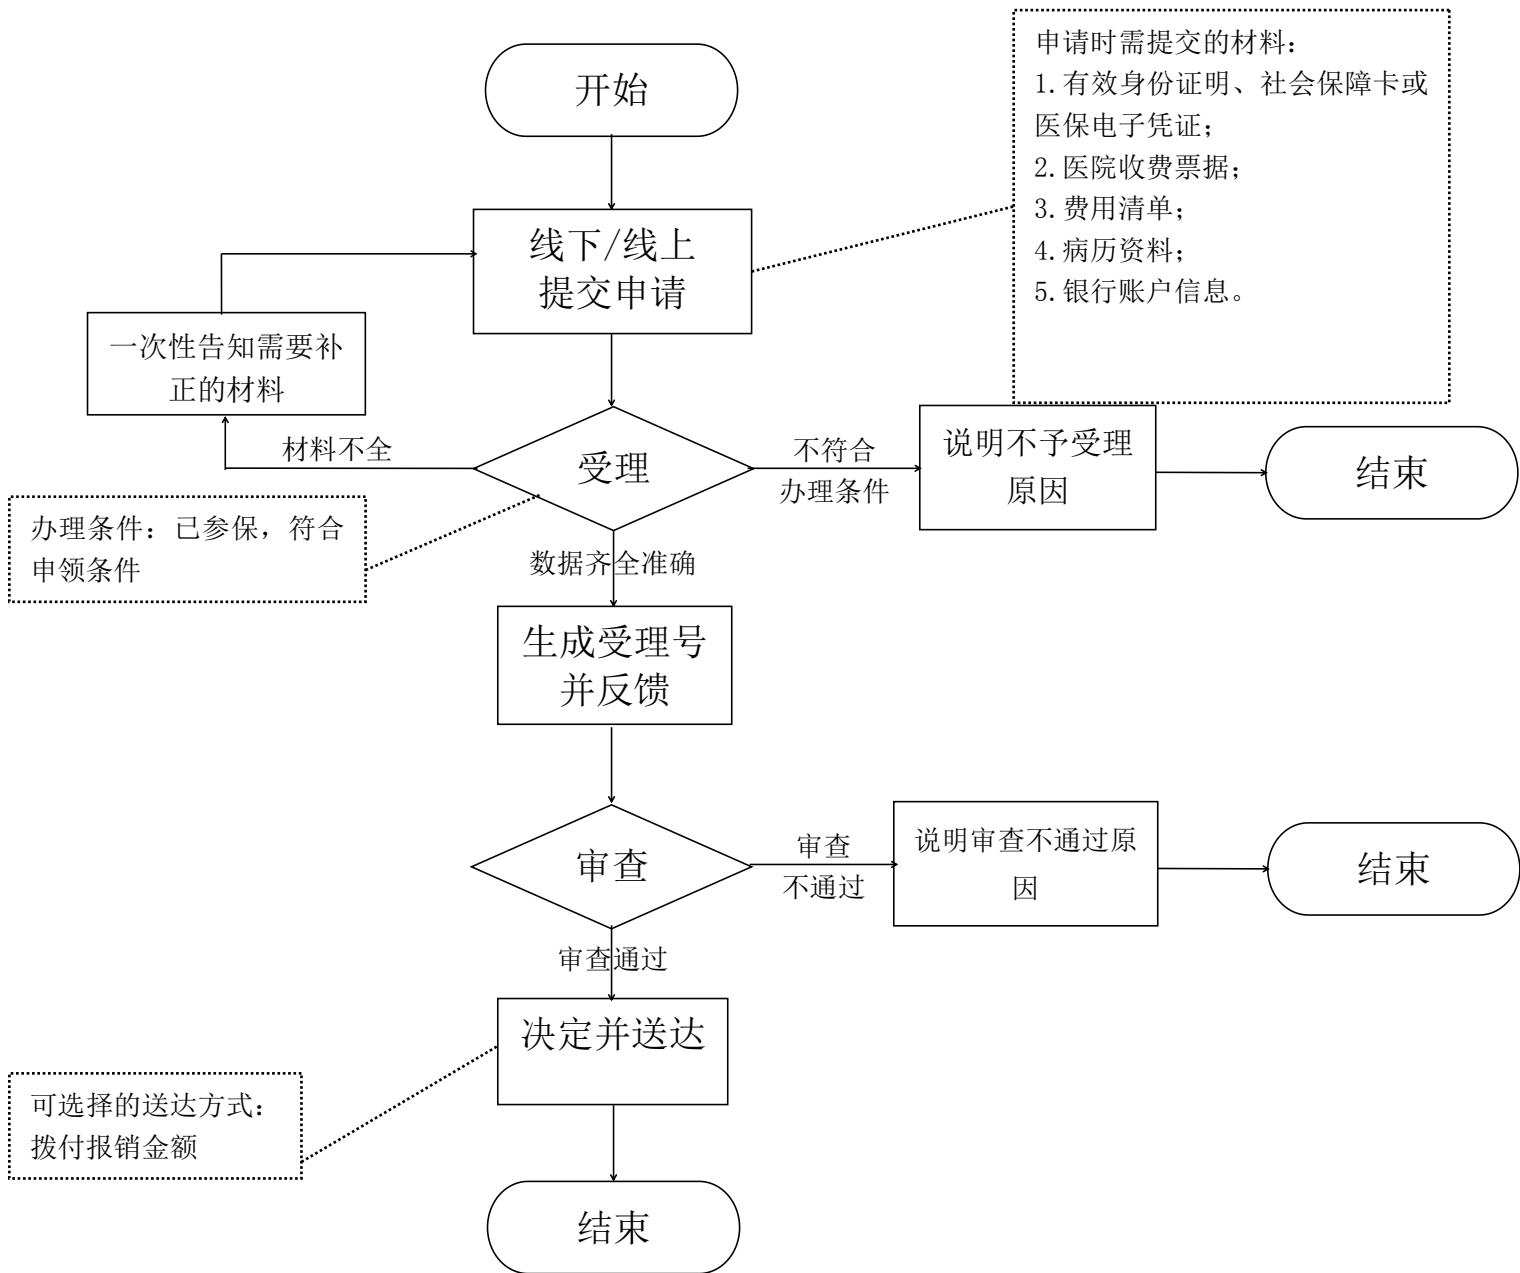 开始
申请时需提交的材料：
1.有效身份证明、社会保障卡或
医保电子凭证；
2.医院收费票据；
3.费用清单；
4.病历资料；
5.银行账户信息。
线下/线上
提交申请
一次性告知需要补
正的材料
材料不全
受理
不符合
办理条件
说明不予受理
原因
结束
办理条件：已参保，符合
申领条件
数据齐全准确
生成受理号
并反馈
审查
审查
不通过
说明审查不通过原
因
结束
审查通过
决定并送达
可选择的送达方式：
拨付报销金额
结束